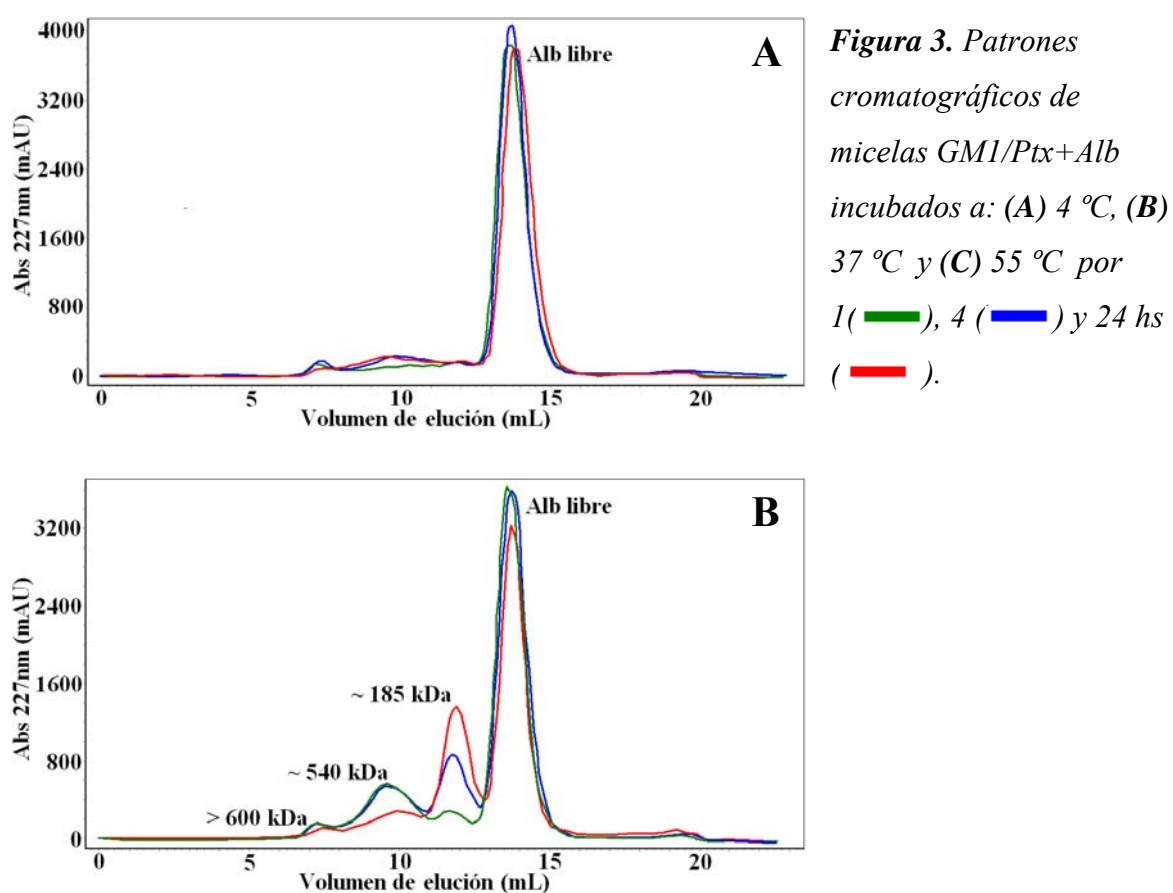 4000
3200
2400
1600
800
0
Abs 227nm (mAU)
Alb libre
A
0 5 10 15 20
Volumen de elución (mL)
Figura 3. Patrones
cromatográficos de
micelas GM1/Ptx+Alb
incubados a: (A) 4 ºC, (B)
37 ºC y (C) 55 ºC por
1( ), 4 ( ) y 24 hs
( ).
3200
2400
1600
800
0
Abs 227nm (mAU)
Alb libre
B
~ 185 kDa
~ 540 kDa
> 600 kDa
0 5 10 15 20
Volumen de elución (mL)